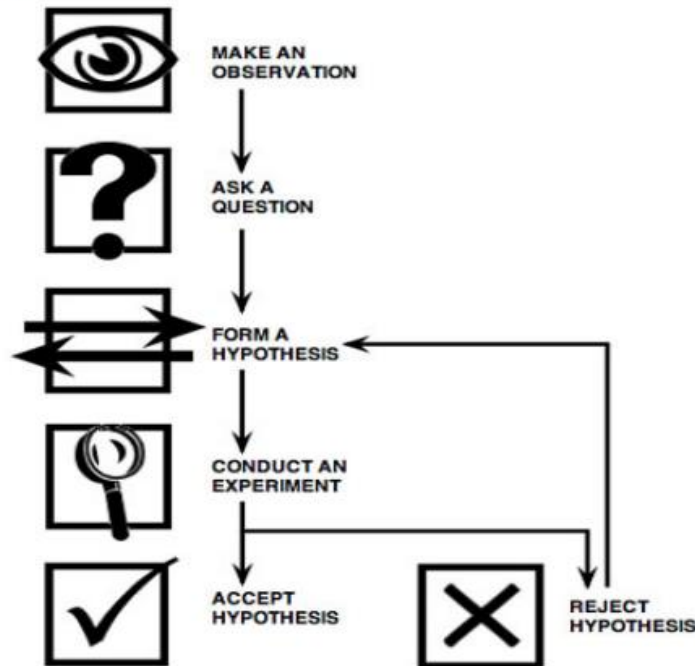 MAKE AN
OBSERVATION
ASK A
QUESTION
FORM A
HYPOTHESIS
CONDUCT AN
EXPERIMENT
ACCEPT
HYPOTHESIS
REJECT
HYPOTHESIS